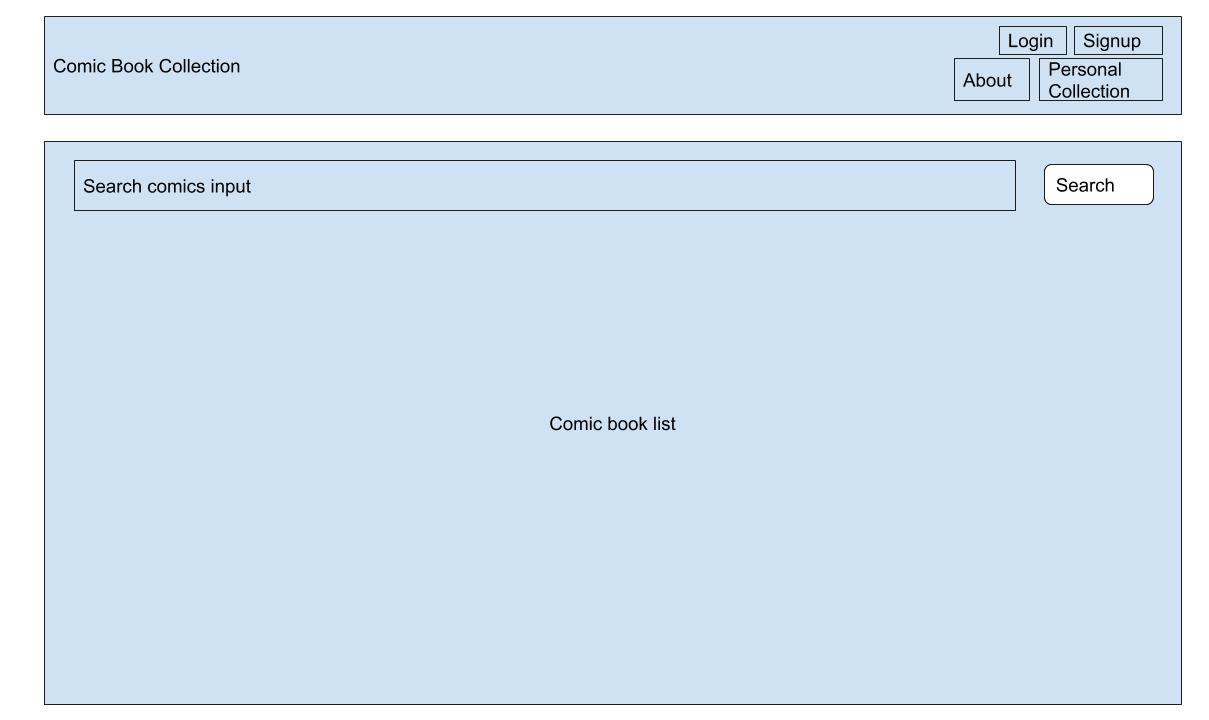 Comic Book Collection
Login
Signup
About
Personal
Collection
Search comics input
Search
Comic book list